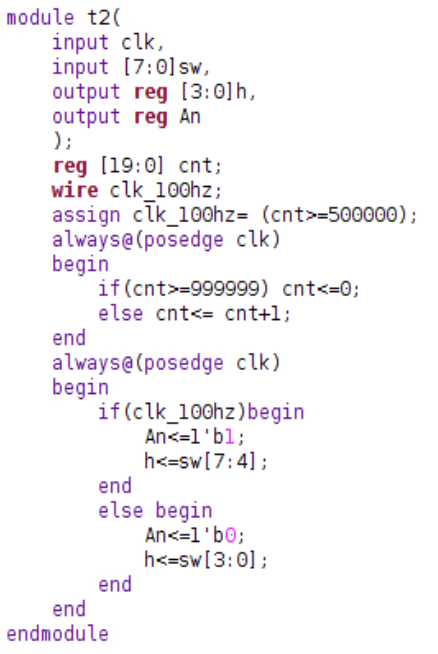 module t2(
input clk,
input [7:0]sw,
output reg [3:0]h,
output reg An
);
reg [19:0] cnt;
wire clk_100hz;
assign clk_100hz= (cnt>=500000);
always@(posedge clk)
begin
if(cnt>=999999) cnt<=0;
else cnt<= cnt+1;
end
always@(posedge clk)
begin
if(clk_100hz)begin
An<=1'b1;
h<=sw[7:4];
end
else begin
An<=1'b0;
h<=sw[3:0];
end
end
endmodule